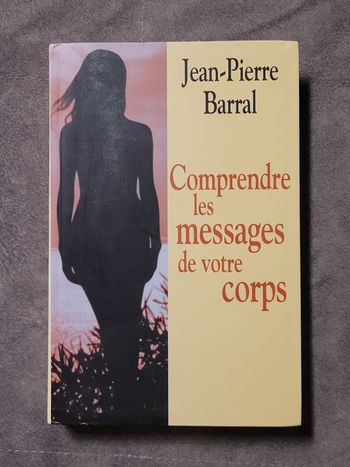 Jean-Pierre
Barral
Comprendre
les
messages
de votre
corps